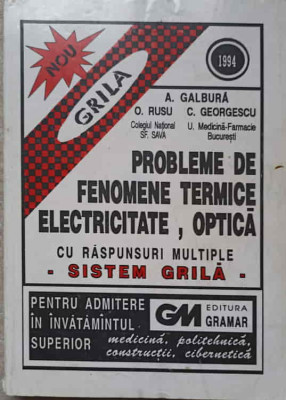 NOU
GRILA
1994
A. GALBURĂ
O. RUSU C. GEORGESCU
Colegiul Național U. Medicină-Farmacie
SF. SAVA București
PROBLEME DE
FENOMENE TERMICE
ELECTRICITATE , OPTICĂ
CU RĂSPUNSURI MULTIPLE
- SISTEM GRILĂ -
PENTRU ADMITERE
ÎN INVĂTĂMÎNTUL
SUPERIOR
GM EDITURA
GRAMAR
medicină, politehnică,
construcții, cibernetică